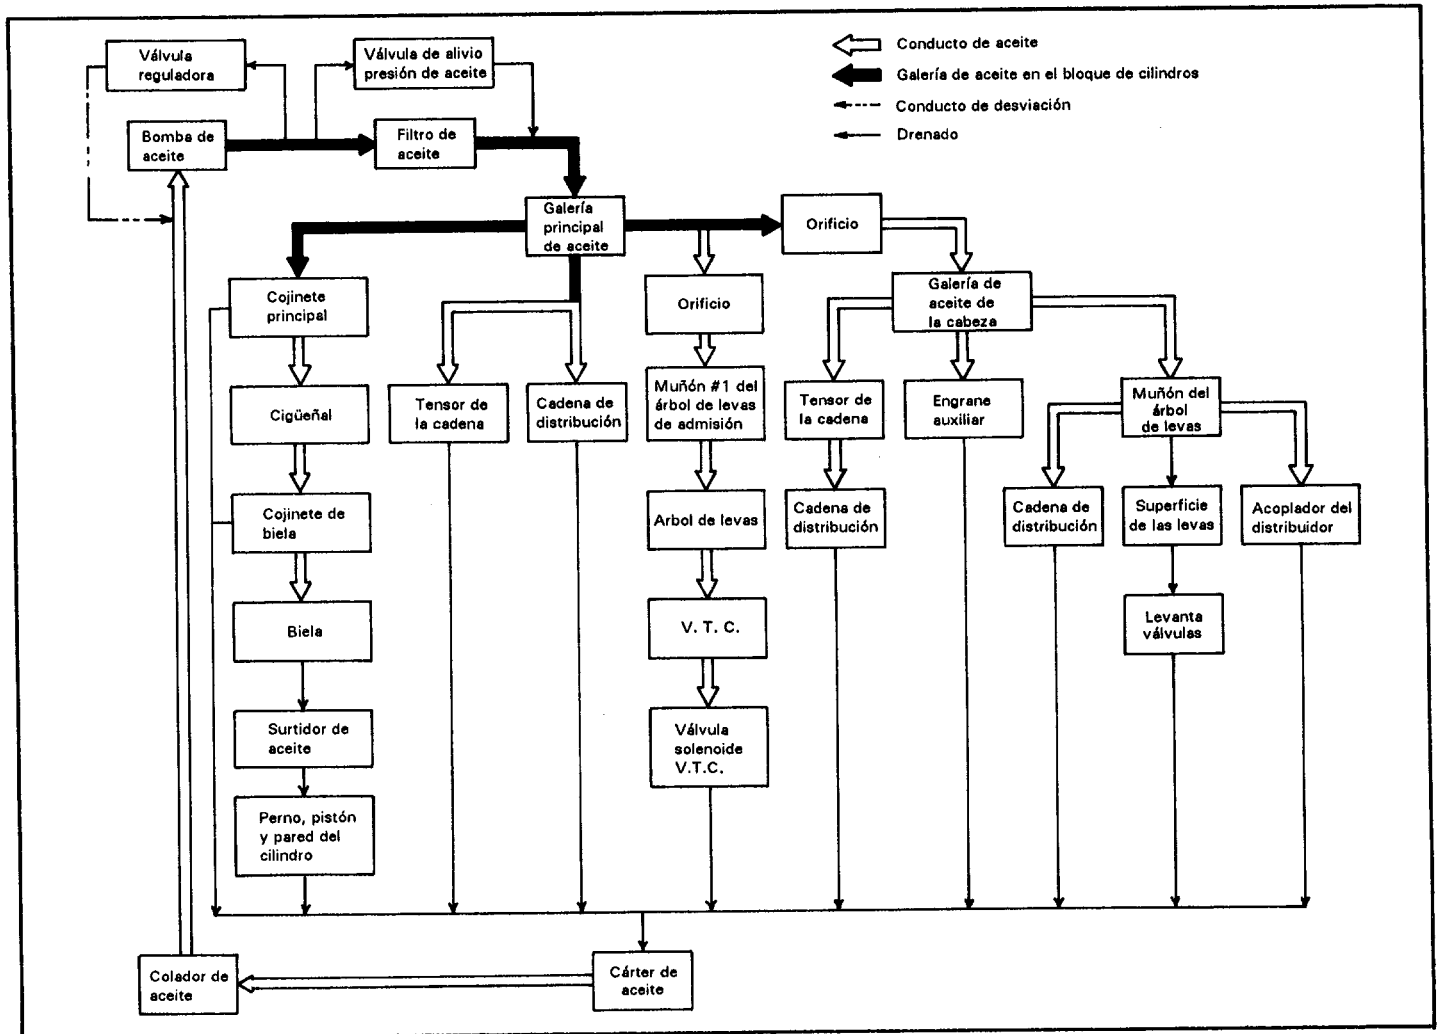 Válvula
reguladora
Válvula de alivio
presión de aceite
Conducto de aceite
Galería de aceite en el bloque de cilindros
Conducto de desviación
Drenado
Bomba de
aceite
Filtro de
aceite
Galería
principal
de aceite
Orificio
Cojinete
principal
Orificio
Galería de
aceite de
la cabeza
Cigüeñal
Tensor de
la cadena
Cadena de
distribución
Muñón #1 del
árbol de levas
de admisión
Tensor de
la cadena
Engrane
auxiliar
Muñón del
árbol
de levas
Cojinete de
biela
Arbol de levas
Cadena de
distribución
Cadena de
distribución
Superficie
de las levas
Acoplador del
distribuidor
Biela
V. T. C.
Levanta
válvulas
Surtidor de
aceite
Válvula
solenoide
V.T.C.
Perno, pistón
y pared del
cilindro
Colador de
aceite
Cárter de
aceite